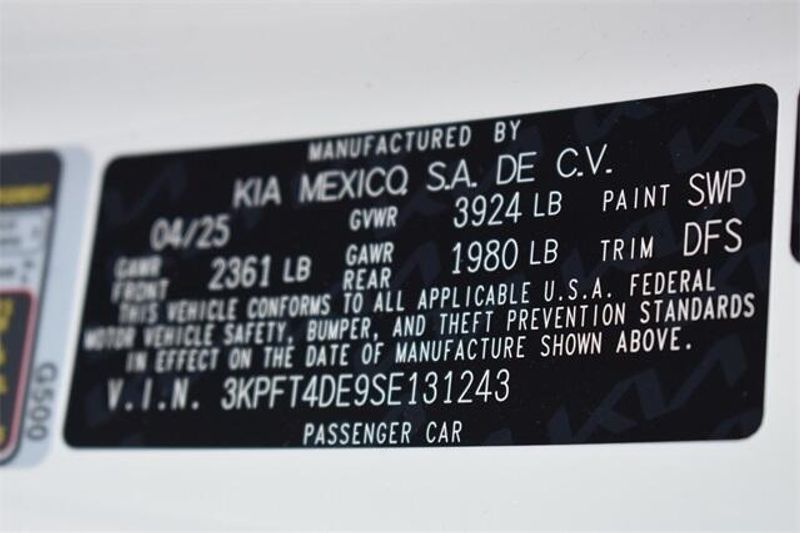 MANUFACTURED BY
KIA MEXICO, S.A. DE C.V.
04/25 GVWR 3924 LB PAINT SWP
GAWR FRONT 2361 LB GAWR REAR 1980 LB TRIM DFS
THIS VEHICLE CONFORMS TO ALL APPLICABLE U.S.A. FEDERAL
MOTOR VEHICLE SAFETY, BUMPER, AND THEFT PREVENTION STANDARDS
IN EFFECT ON THE DATE OF MANUFACTURE SHOWN ABOVE.
V.I.N. 3KPFT4DE9SE131243
PASSENGER CAR
G500